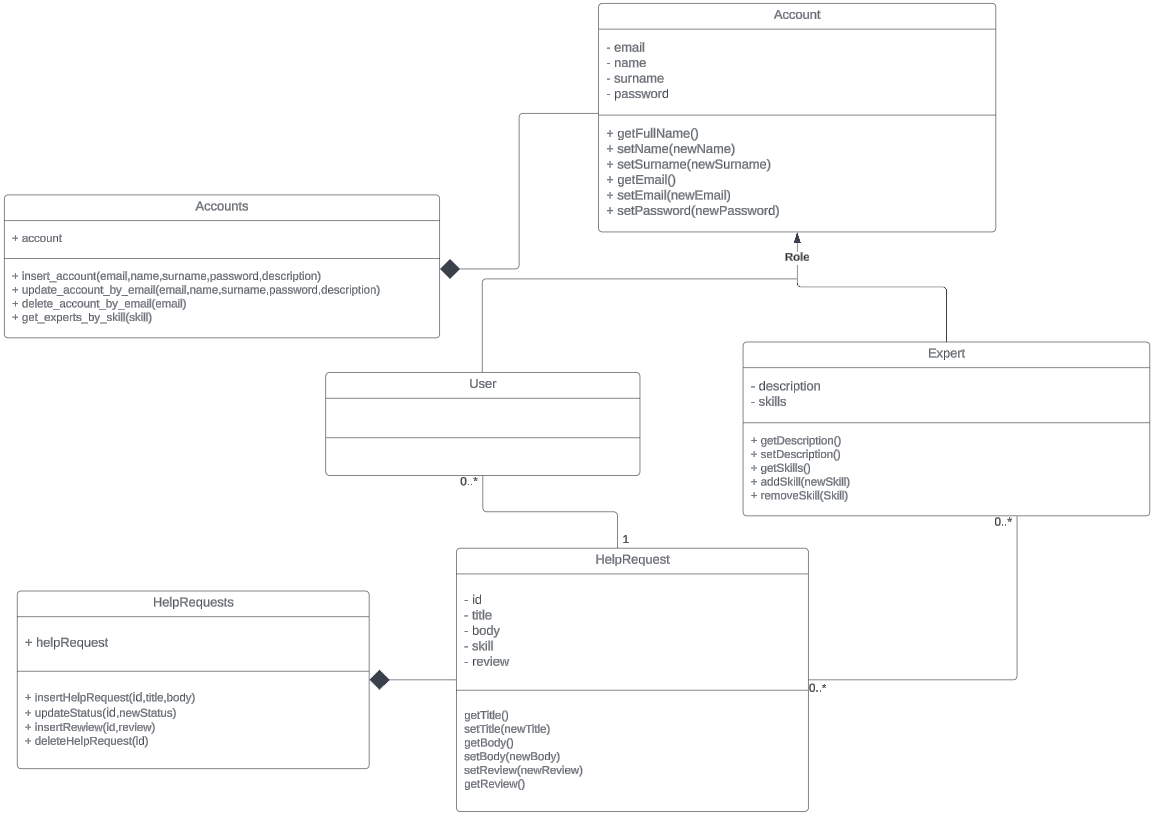 Account
- email
- name
- surname
- password
+ getFullName()
+ setName(newName)
+ setSurname(newSurname)
+ getEmail()
+ setEmail(newEmail)
+ setPassword(newPassword)
Accounts
+ account
+ insert_account(email,name,surname,password,description)
+ update_account_by_email(email,name,surname,password,description)
+ delete_account_by_email(email)
+ get_experts_by_skill(skill)
Role
User
0..*
Expert
- description
- skills
+ getDescription()
+ setDescription()
+ getSkills()
+ addSkill(newSkill)
+ removeSkill(Skill)
0..*
1
HelpRequest
- id
- title
- body
- skill
- review
getTitle()
setTitle(newTitle)
getBody()
setBody(newBody)
setReview(newReview)
getReview()
0..*
HelpRequests
+ helpRequest
+ insertHelpRequest(id,title,body)
+ updateStatus(id,newStatus)
+ insertRewiew(id,review)
+ deleteHelpRequest(id)